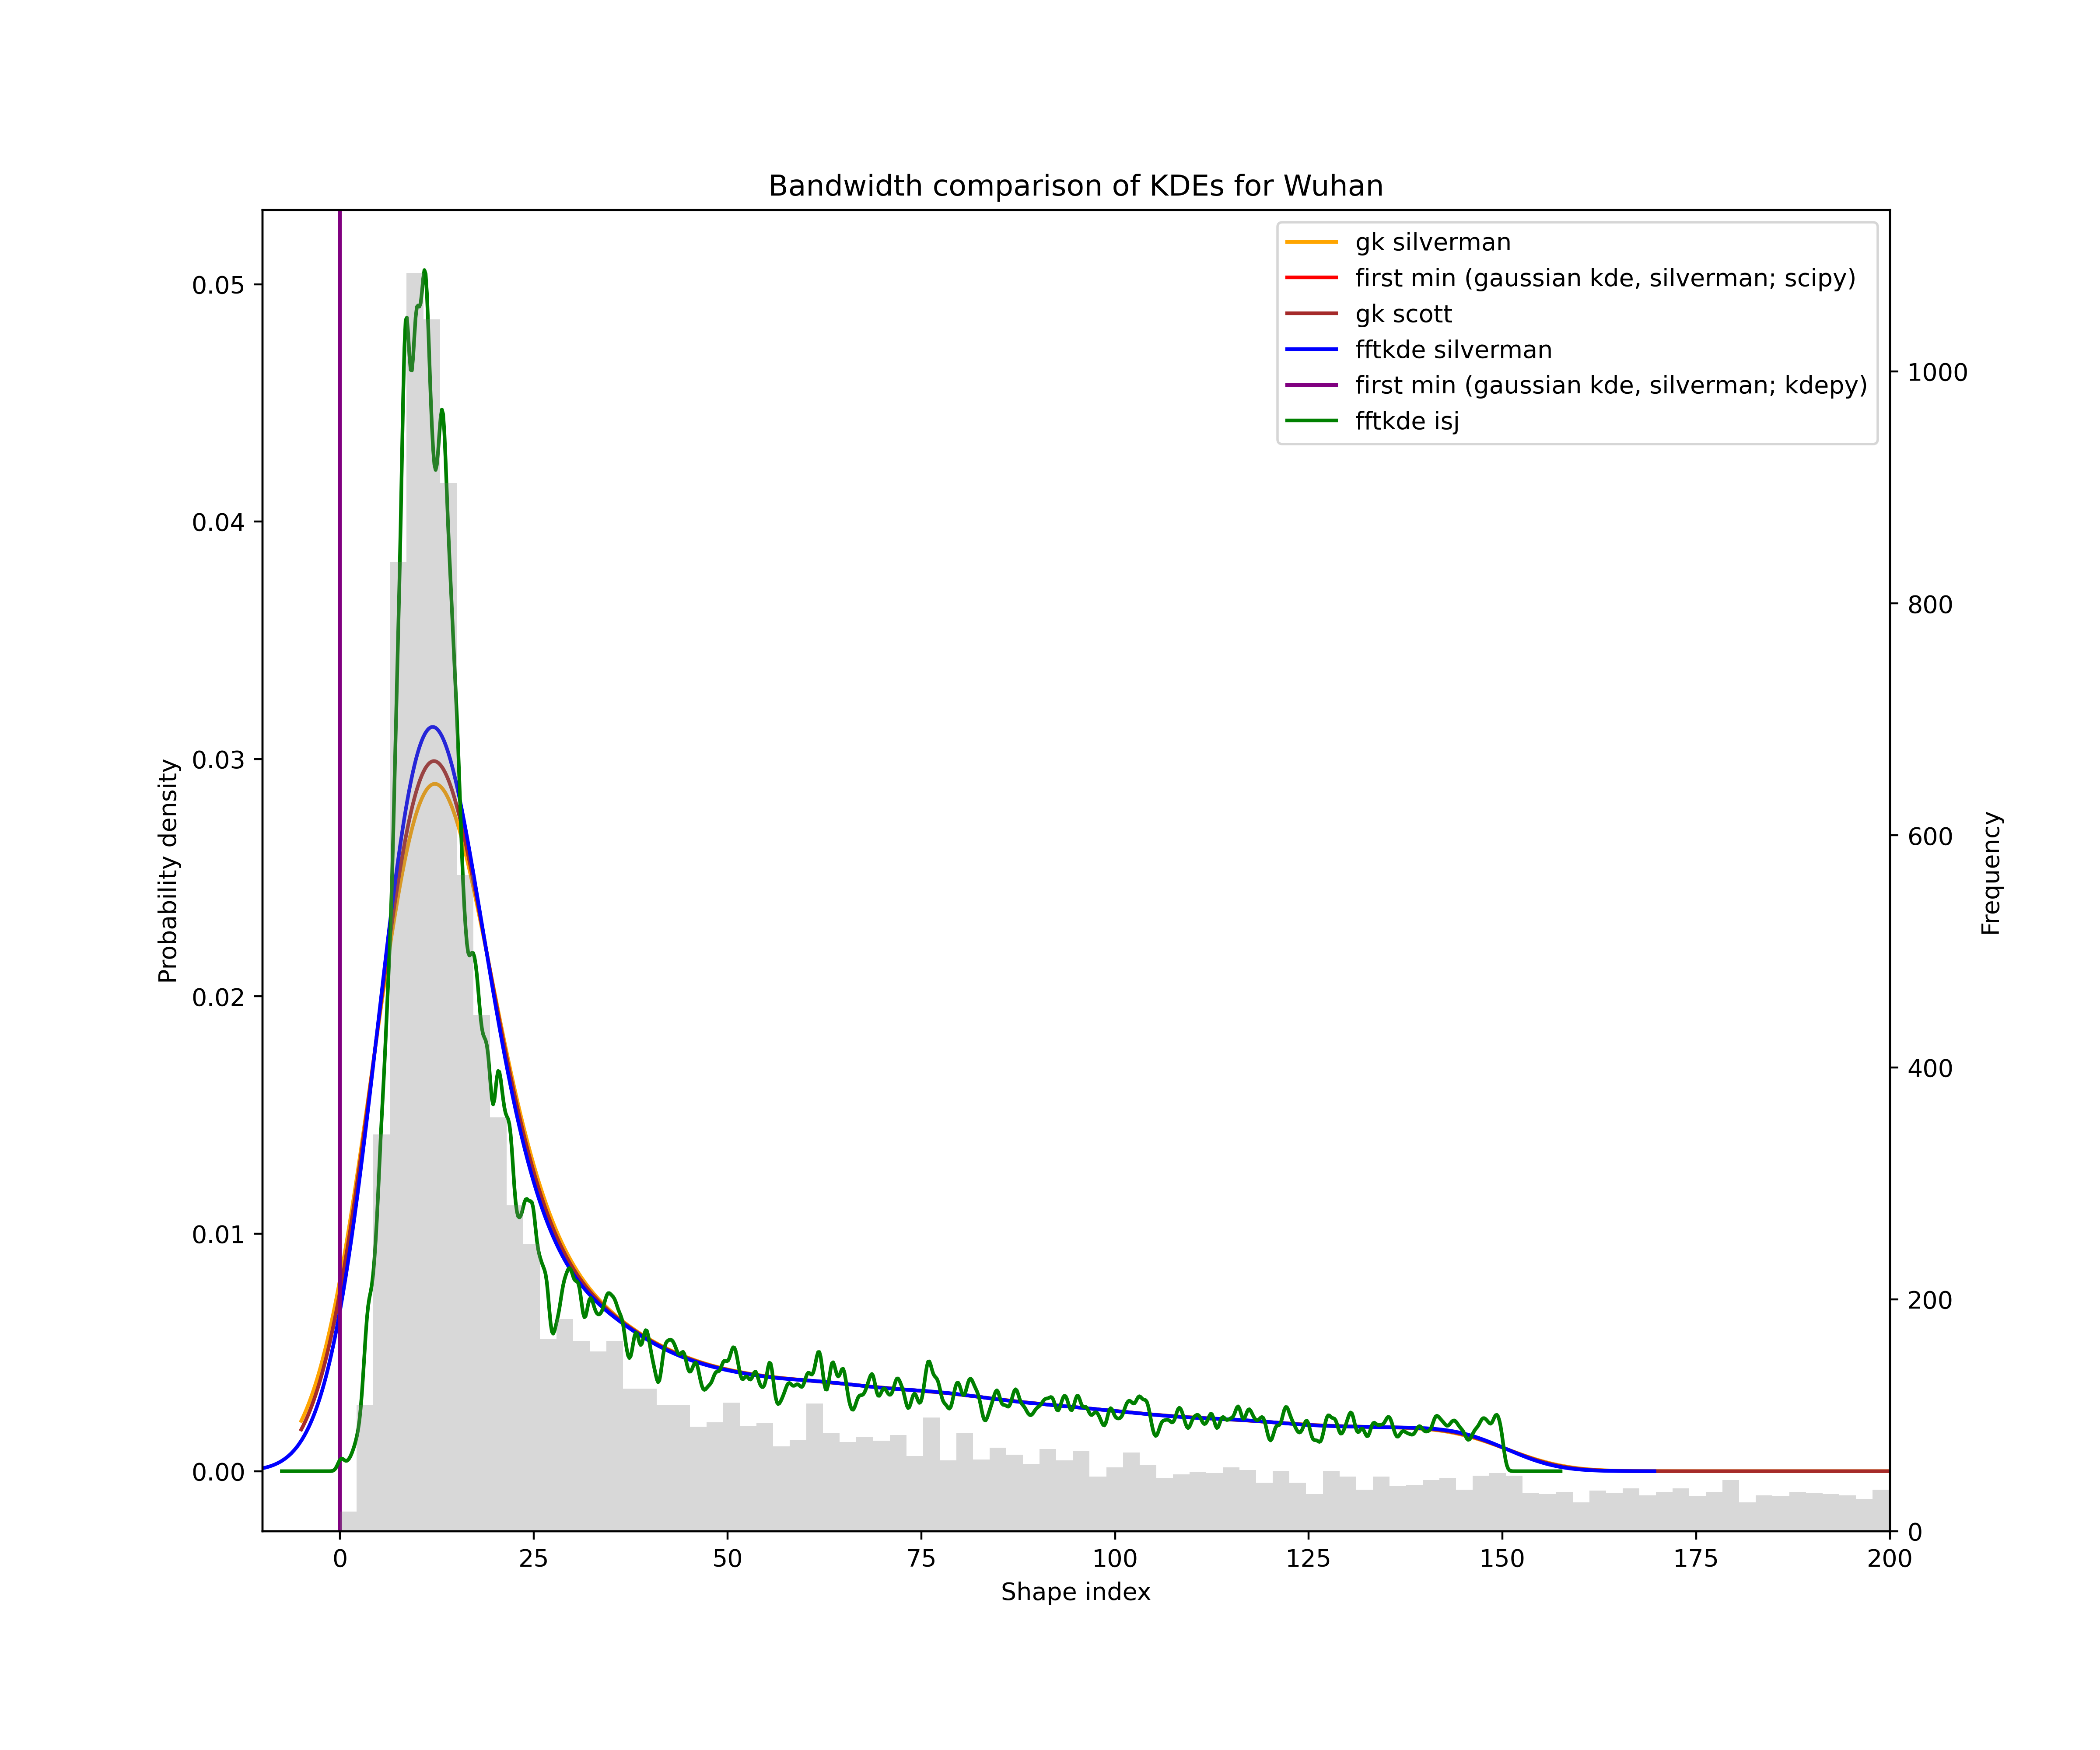 Bandwidth comparison of KDEs for Wuhan
gk silverman
first min (gaussian kde, silverman; scipy)
gk scott
fftkde silverman
first min (gaussian kde, silverman; kdepy)
fftkde isj
0.05
0.04
0.03
0.02
0.01
0.00
Probability density
1000
800
600
400
200
0
Frequency
0 25 50 75 100 125 150 175 200
Shape index